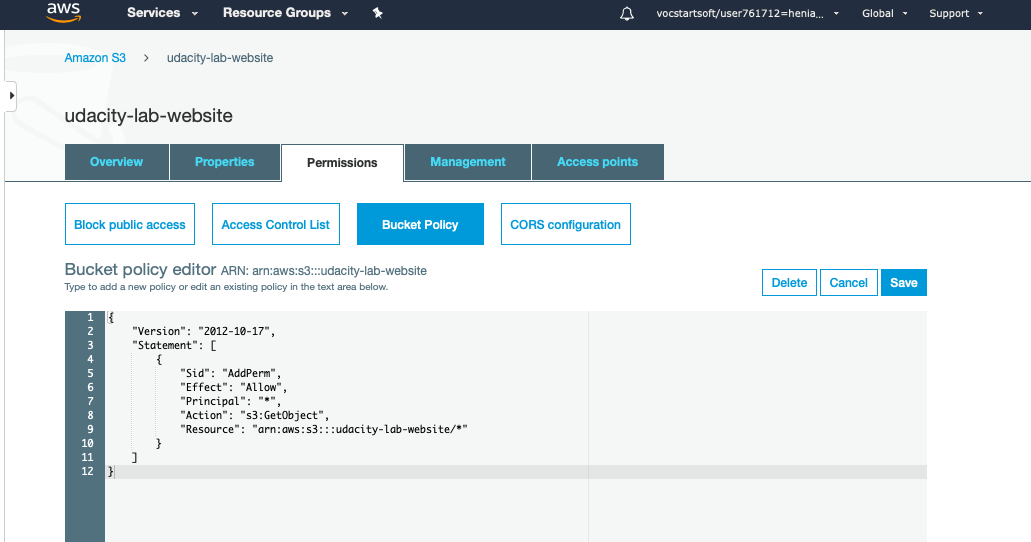 aws Services Resource Groups vocstartsoft/user761712=henia... Global Support
Amazon S3 > udacity-lab-website
udacity-lab-website
Overview Properties Permissions Management Access points
Block public access Access Control List Bucket Policy CORS configuration
Bucket policy editor ARN: arn:aws:s3:::udacity-lab-website
Type to add a new policy or edit an existing policy in the text area below.
Delete Cancel Save
1 {
2 "Version": "2012-10-17",
3 "Statement": [
4 {
5 "Sid": "AddPerm",
6 "Effect": "Allow",
7 "Principal": "*",
8 "Action": "s3:GetObject",
9 "Resource": "arn:aws:s3:::udacity-lab-website/*"
10 }
11 ]
12 }